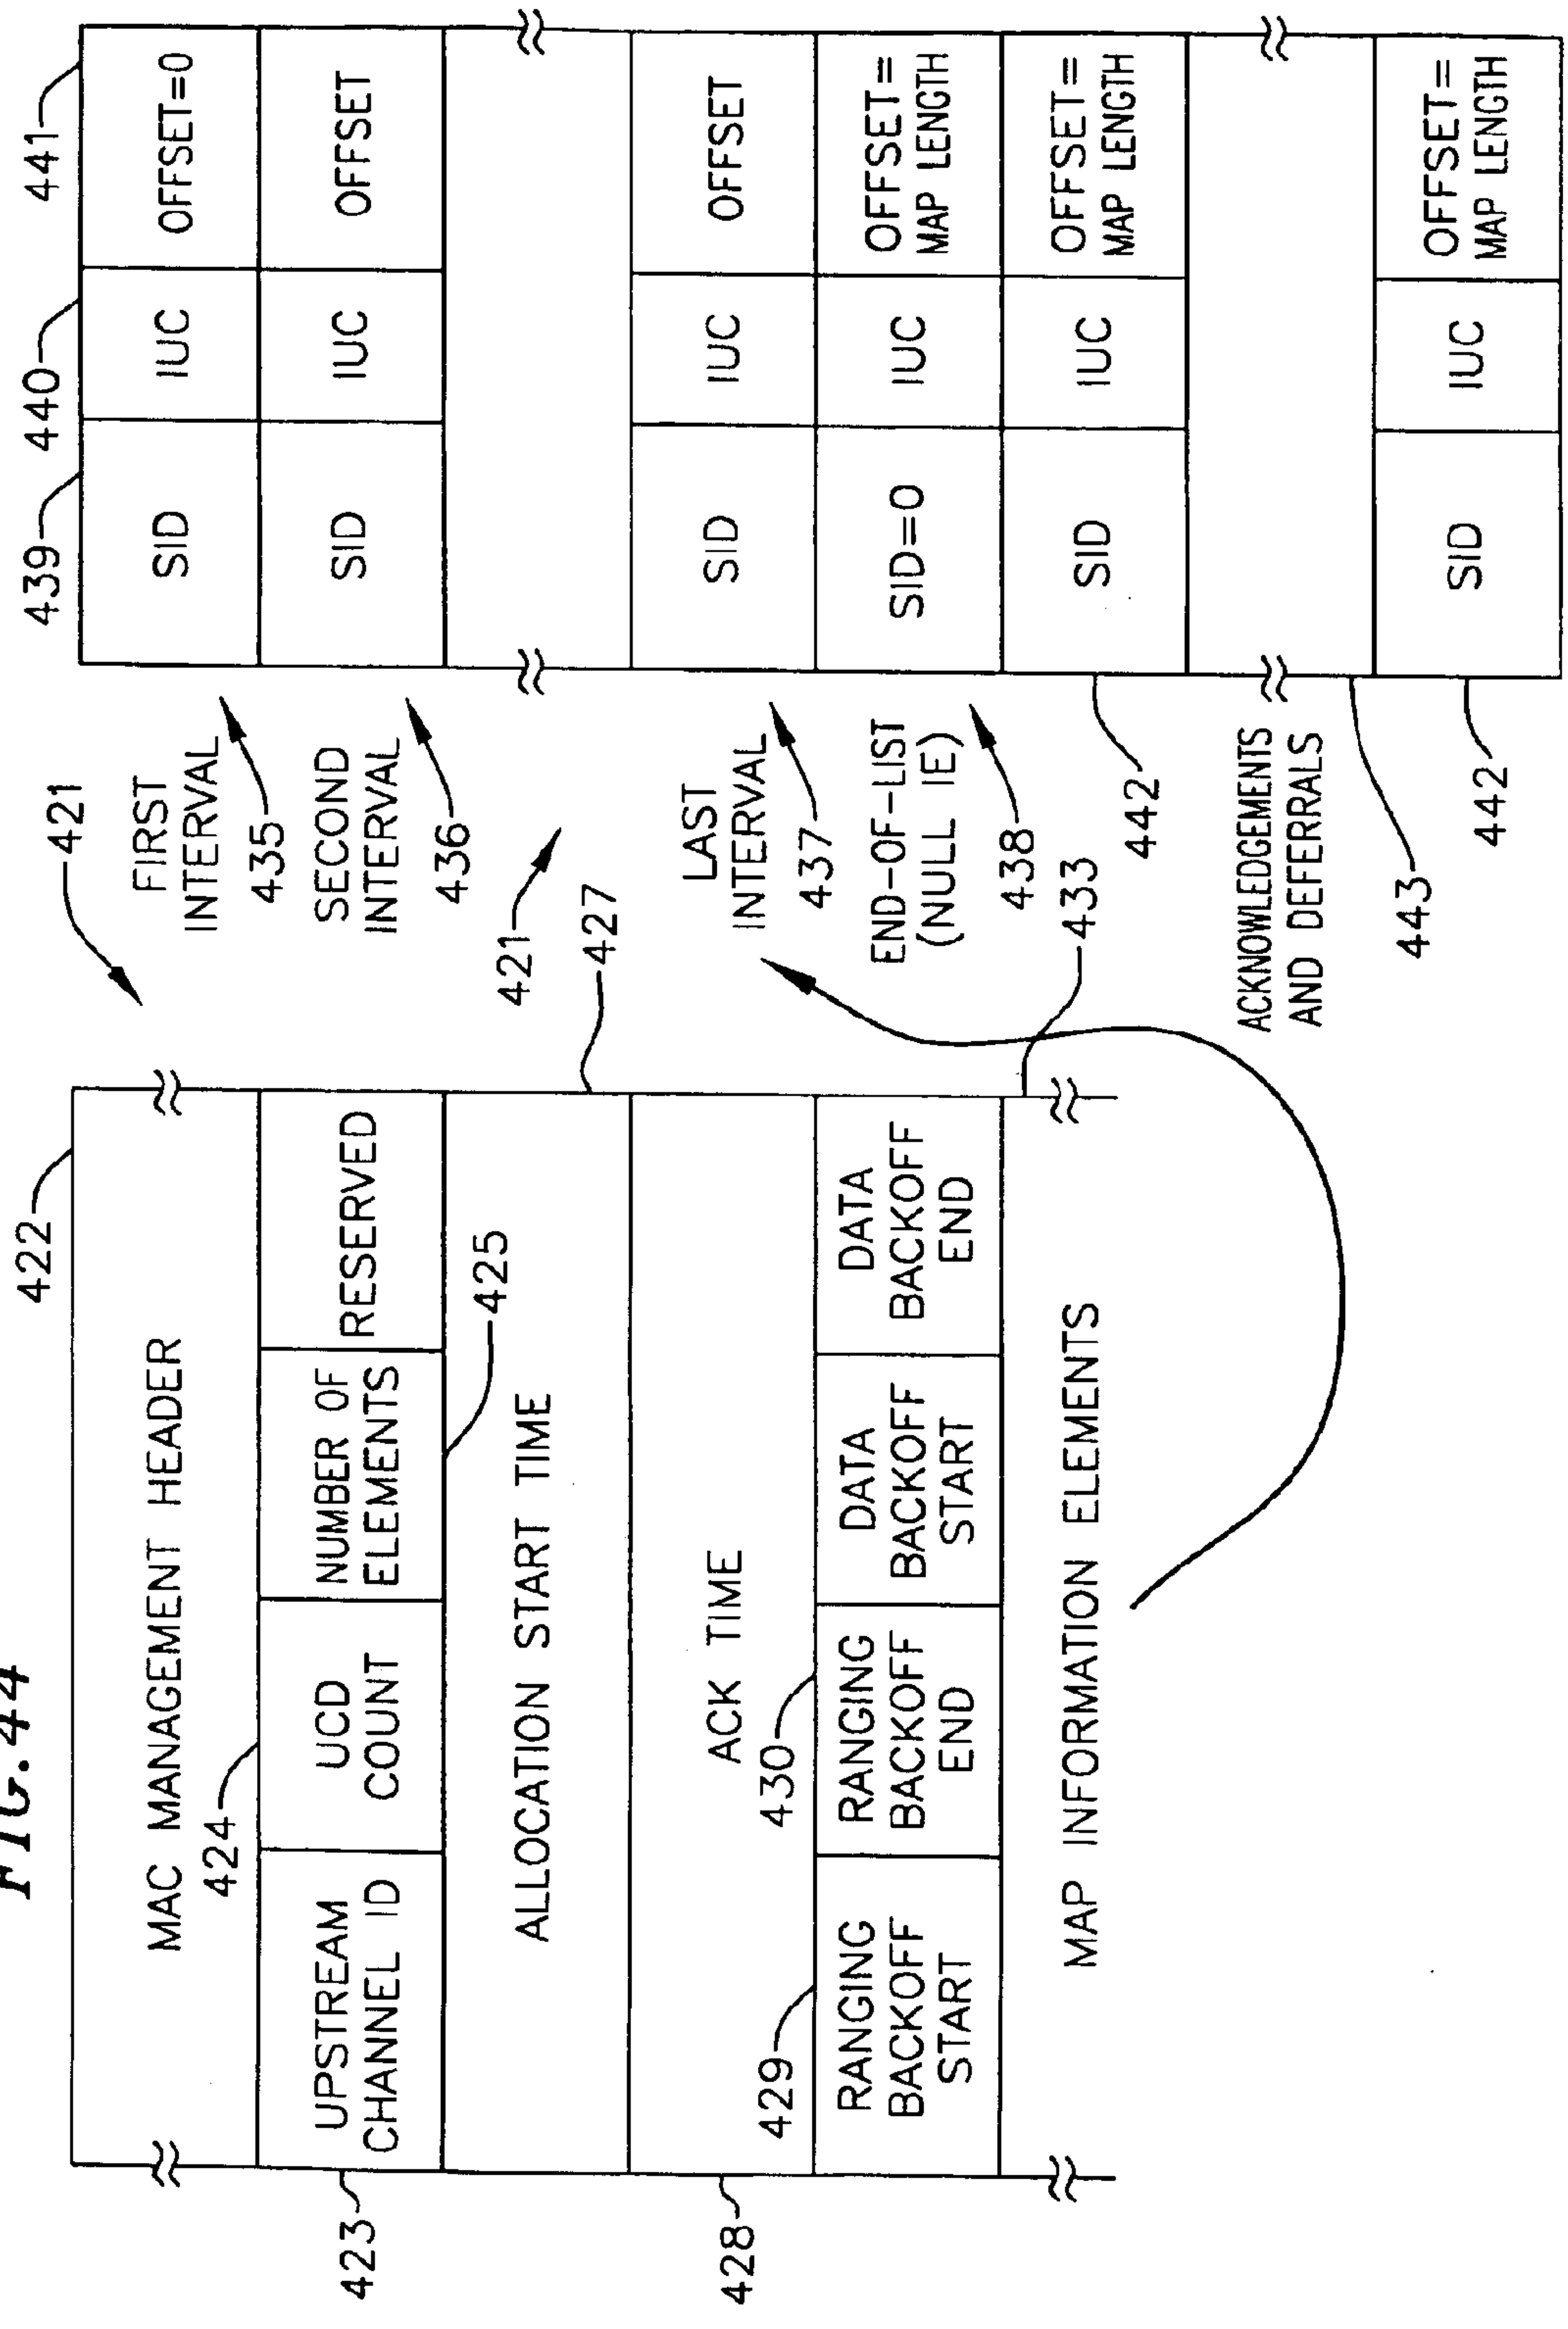 FIG. 44
422
421
MAC MANAGEMENT HEADER
424
423
UPSTREAM
CHANNEL ID
UCD
COUNT
NUMBER OF
ELEMENTS
RESERVED
425
ALLOCATION START TIME
427
421
428
ACK TIME
429
430
RANGING
BACKOFF
START
RANGING
BACKOFF
END
DATA
BACKOFF
START
DATA
BACKOFF
END
433
MAP INFORMATION ELEMENTS
439
440
441
FIRST
INTERVAL
435
SID
IUC
OFFSET=0
SECOND
INTERVAL
436
SID
IUC
OFFSET
LAST
INTERVAL
437
SID
IUC
OFFSET
END-OF-LIST
(NULL IE)
438
SID=0
IUC
OFFSET=
MAP LENGTH
442
SID
IUC
OFFSET=
MAP LENGTH
ACKNOWLEDGEMENTS
AND DEFERRALS
443
442
SID
IUC
OFFSET=
MAP LENGTH